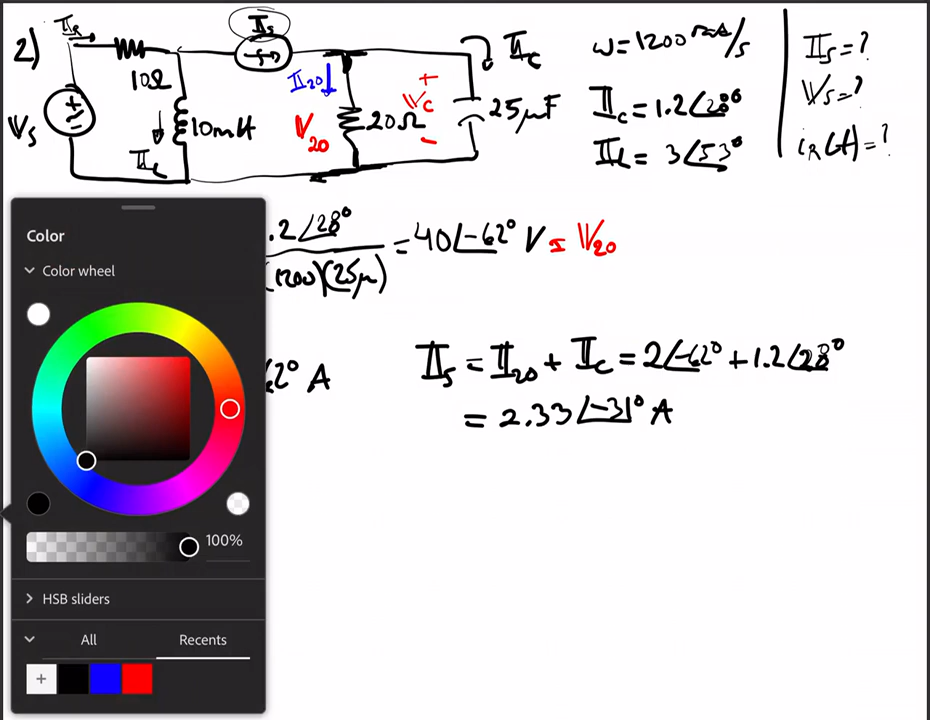 2)
𝕀R
10Ω
𝕀s
𝕀20↓
𝕀c
𝕍s
10mH
𝕀L
𝕍20
20Ω
+
𝕍c
−
25μF
ω=1200 rad/s
𝕀c = 1.2∠28°
𝕀L = 3∠53°
𝕀s = ?
𝕍s = ?
iR(t) = ?
.2∠28°
(1200)(25μ)
= 40∠−62° V = 𝕍20
62° A
𝕀s = 𝕀20 + 𝕀c = 2∠−62° + 1.2∠28°
= 2.33∠−31° A
Color
Color wheel
100%
HSB sliders
All Recents
+